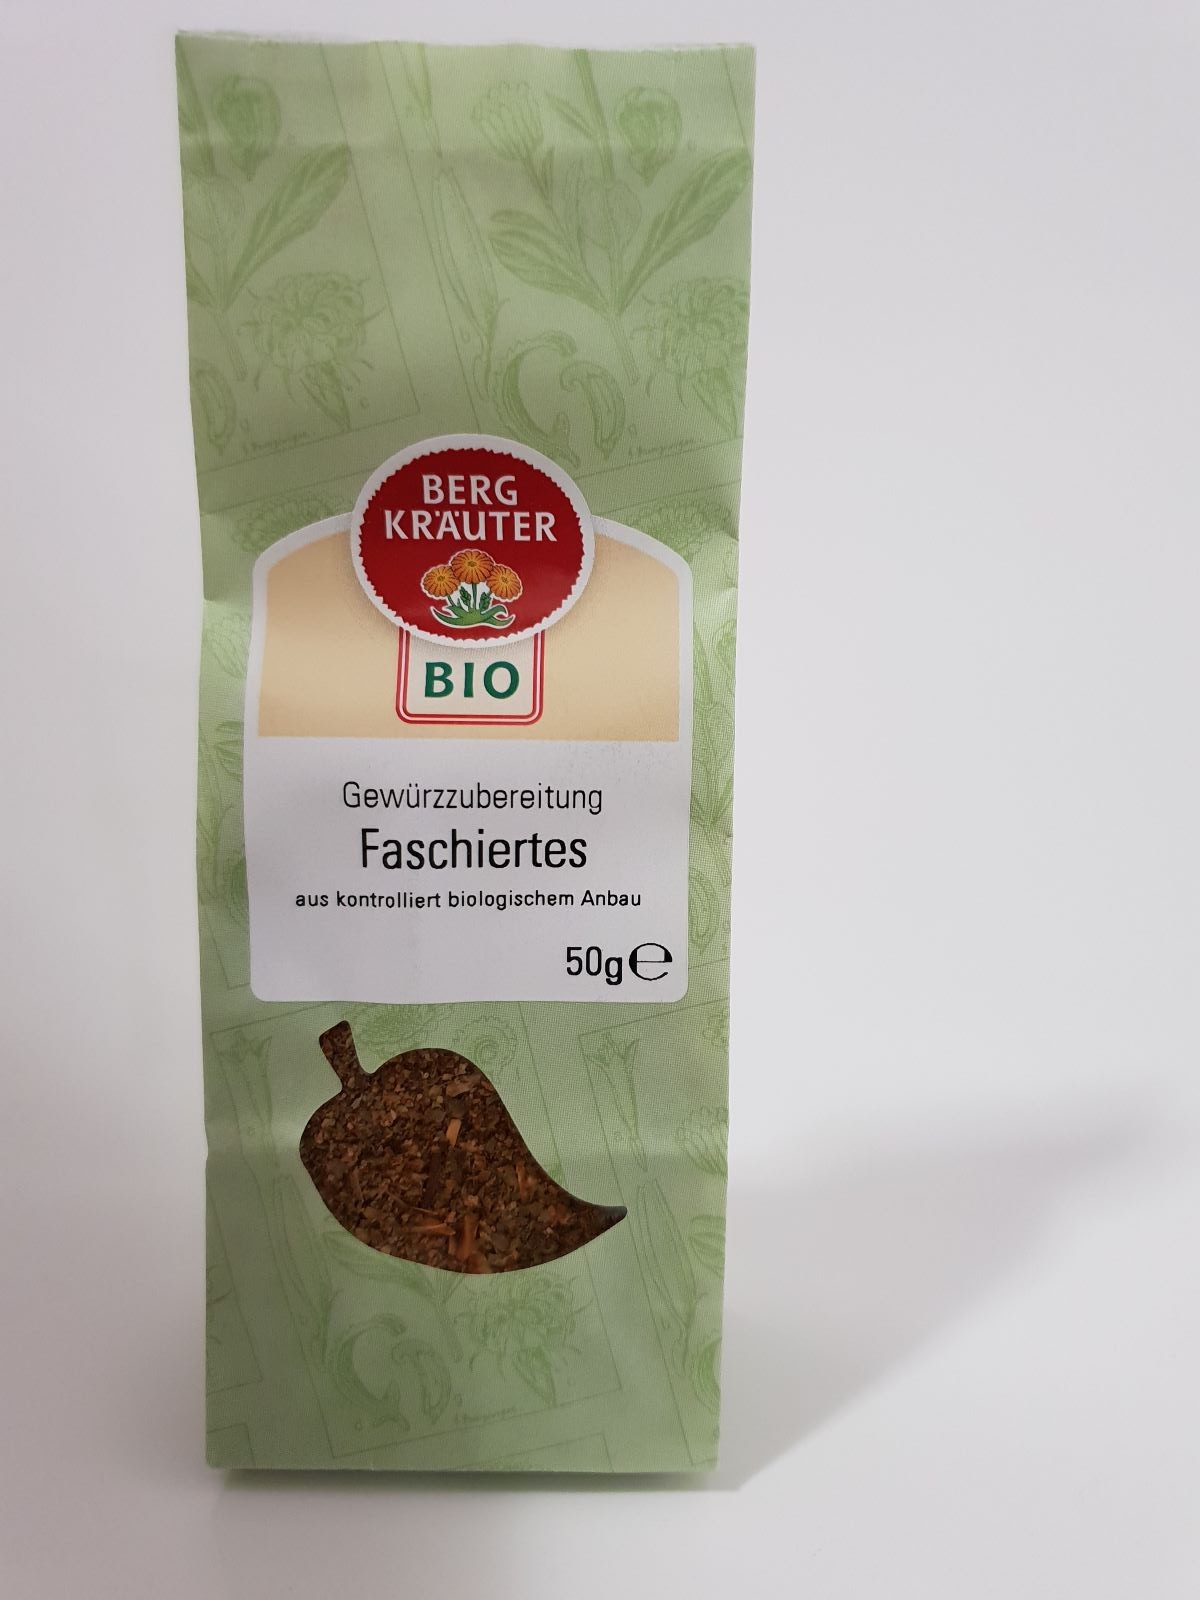 BERG
KRÄUTER
BIO
Gewürzzubereitung
Faschiertes
aus kontrolliert biologischem Anbau
50g℮